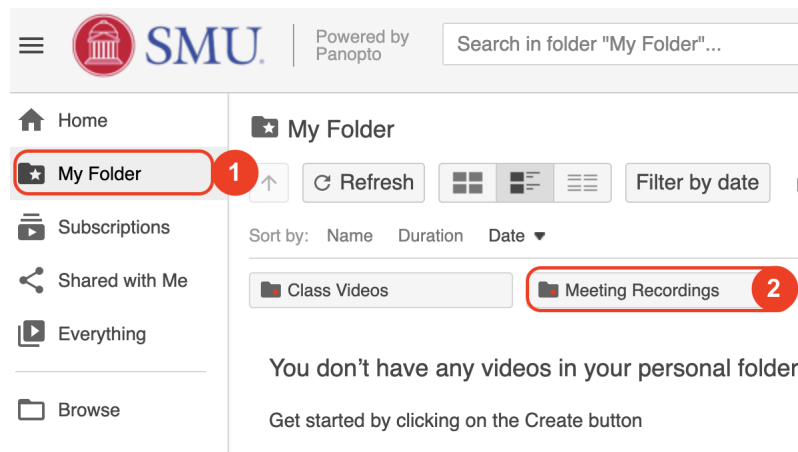 SMU.
Powered by
Panopto
Search in folder "My Folder"...
Home
My Folder
1
Subscriptions
Shared with Me
Everything
Browse
My Folder
Refresh
Filter by date
Sort by: Name Duration Date
Class Videos
Meeting Recordings
2
You don’t have any videos in your personal folder
Get started by clicking on the Create button